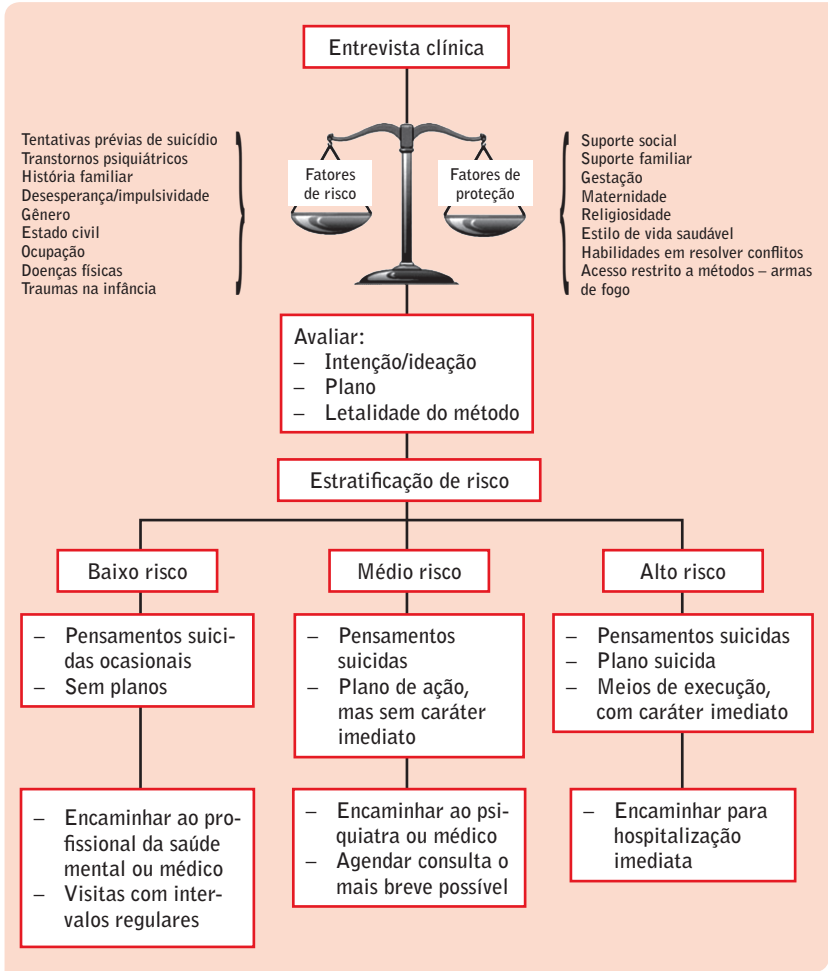 Entrevista clínica
Tentativas prévias de suicídio
Transtornos psiquiátricos
História familiar
Desesperança/impulsividade
Gênero
Estado civil
Ocupação
Doenças físicas
Traumas na infância
Fatores
de risco
Fatores de
proteção
Suporte social
Suporte familiar
Gestação
Maternidade
Religiosidade
Estilo de vida saudável
Habilidades em resolver conflitos
Acesso restrito a métodos – armas
de fogo
Avaliar:
– Intenção/ideação
– Plano
– Letalidade do método
Estratificação de risco
Baixo risco
– Pensamentos suici-
das ocasionais
– Sem planos
– Encaminhar ao pro-
fissional da saúde
mental ou médico
– Visitas com inter-
valos regulares
Médio risco
– Pensamentos
suicidas
– Plano de ação,
mas sem caráter
imediato
– Encaminhar ao psi-
quiatra ou médico
– Agendar consulta o
mais breve possível
Alto risco
– Pensamentos suicidas
– Plano suicida
– Meios de execução,
com caráter imediato
– Encaminhar para
hospitalização
imediata